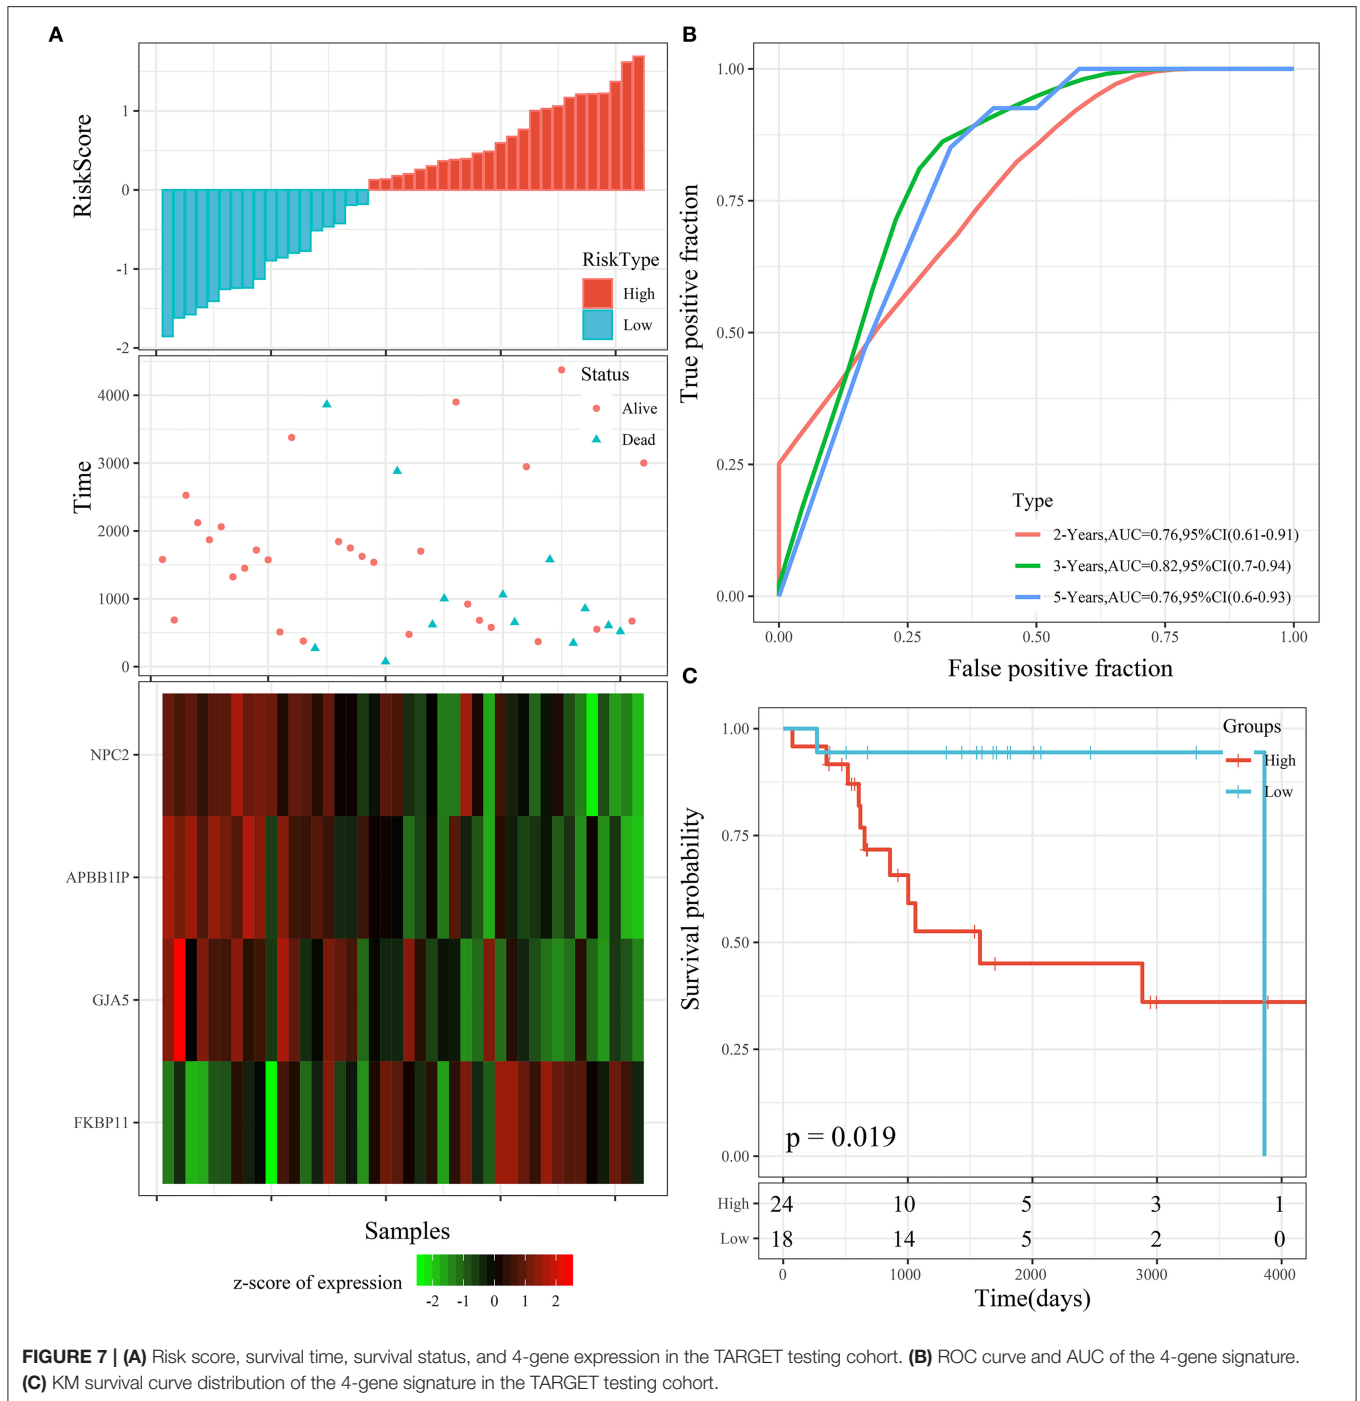 A
RiskScore
1
0
-1
-2
RiskType
High
Low
Time
4000
3000
2000
1000
0
Status
Alive
Dead
NPC2
APBB1IP
GJA5
FKBP11
Samples
z-score of expression
-2 -1 0 1 2
B
True positive fraction
1.00
0.75
0.50
0.25
0.00
Type
2-Years,AUC=0.76,95%CI(0.61-0.91)
3-Years,AUC=0.82,95%CI(0.7-0.94)
5-Years,AUC=0.76,95%CI(0.6-0.93)
0.00 0.25 0.50 0.75 1.00
False positive fraction
C
Survival probability
1.00
0.75
0.50
0.25
0.00
Groups
High
Low
p = 0.019
High 24 10 5 3 1
Low 18 14 5 2 0
0 1000 2000 3000 4000
Time(days)
FIGURE 7 | (A) Risk score, survival time, survival status, and 4-gene expression in the TARGET testing cohort. (B) ROC curve and AUC of the 4-gene signature.
(C) KM survival curve distribution of the 4-gene signature in the TARGET testing cohort.